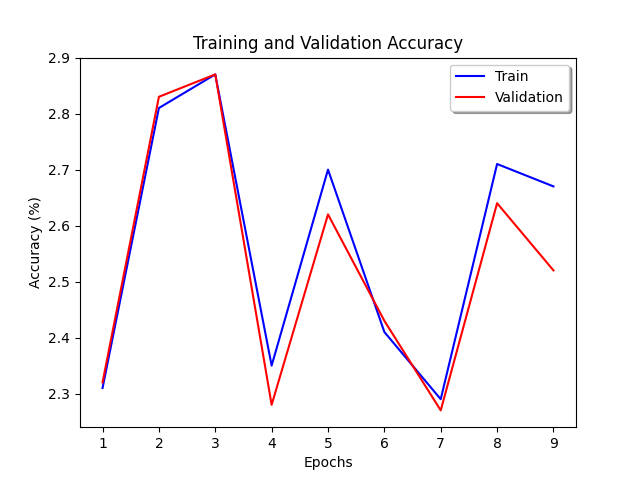 Training and Validation Accuracy
2.9
2.8
2.7
2.6
2.5
2.4
2.3
Accuracy (%)
Train
Validation
1 2 3 4 5 6 7 8 9
Epochs